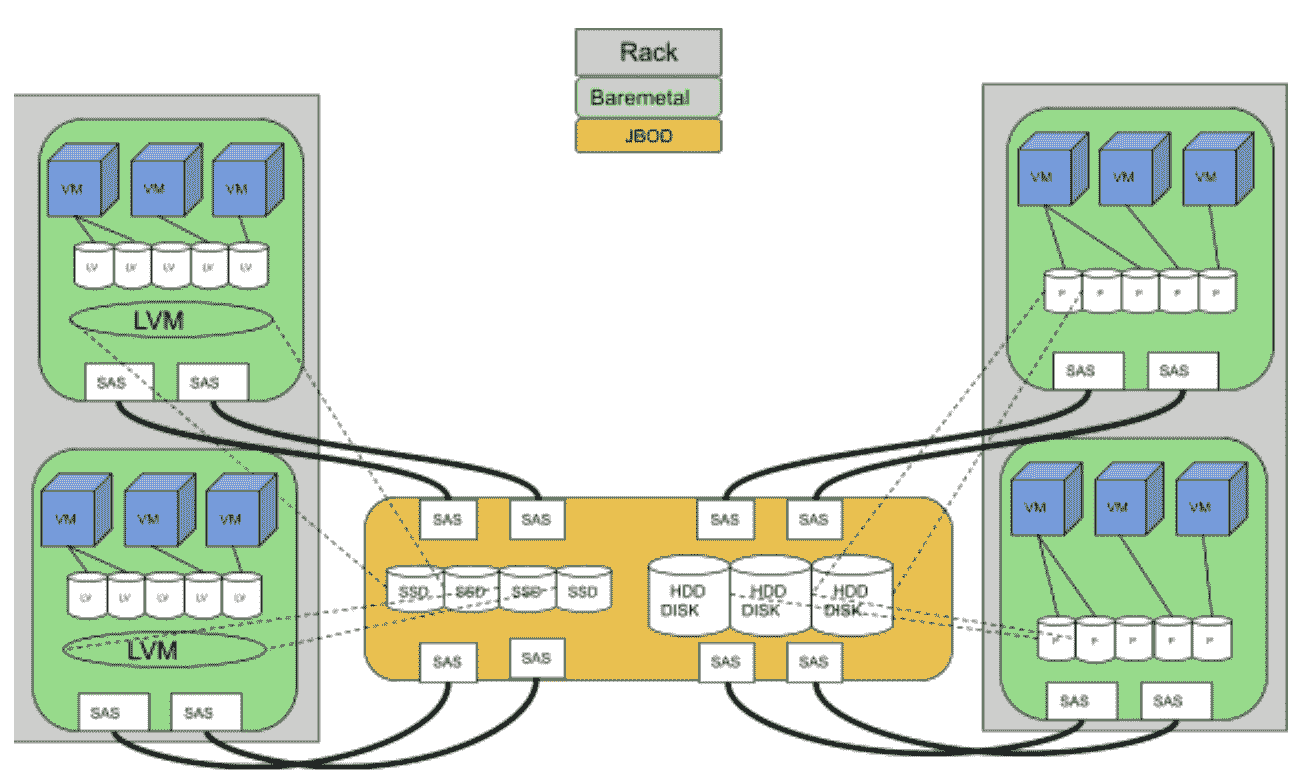 Rack
Baremetal
JBOD
VM VM VM
LV LV LV LV LV
LVM
SAS SAS
VM VM VM
LV LV LV LV LV
LVM
SAS SAS
VM VM VM
P P P P P
SAS SAS
VM VM VM
P P P P P
SAS SAS
SAS SAS SAS SAS
SSD SSD SSD SSD
HDD HDD HDD
DISK DISK DISK
SAS SAS SAS SAS